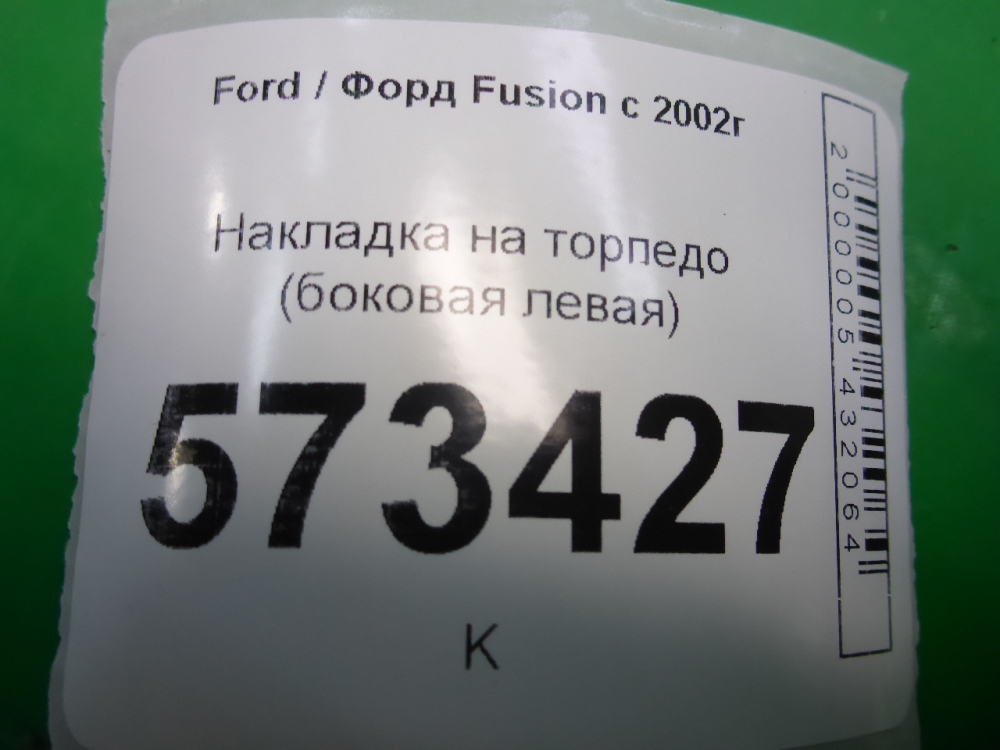 Ford / Форд Fusion с 2002г
Накладка на торпедо
(боковая левая)
573427
К
2000005432064